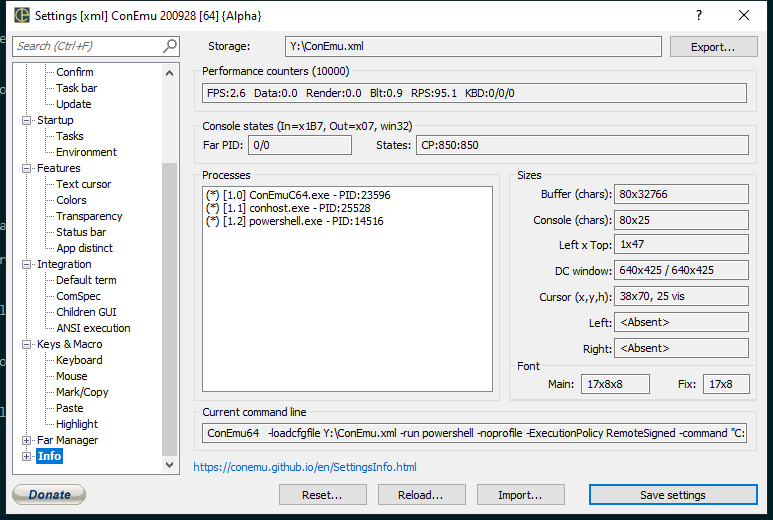 Settings [xml] ConEmu 200928 [64] {Alpha}
Search (Ctrl+F)
Confirm
Task bar
Update
Startup
Tasks
Environment
Features
Text cursor
Colors
Transparency
Status bar
App distinct
Integration
Default term
ComSpec
Children GUI
ANSI execution
Keys & Macro
Keyboard
Mouse
Mark/Copy
Paste
Highlight
Far Manager
Info
Storage: Y:\ConEmu.xml Export...
Performance counters (10000)
FPS:2.6 Data:0.0 Render:0.0 Blt:0.9 RPS:95.1 KBD:0/0/0
Console states (In=x1B7, Out=x07, win32)
Far PID: 0/0 States: CP:850:850
Processes
(*) [1.0] ConEmuC64.exe - PID:23596
(*) [1.1] conhost.exe - PID:25528
(*) [1.2] powershell.exe - PID:14516
Sizes
Buffer (chars): 80x32766
Console (chars): 80x25
Left x Top: 1x47
DC window: 640x425 / 640x425
Cursor (x,y,h): 38x70, 25 vis
Left: <Absent>
Right: <Absent>
Font
Main: 17x8x8 Fix: 17x8
Current command line
ConEmu64 -loadcfgfile Y:\ConEmu.xml -run powershell -noprofile -ExecutionPolicy RemoteSigned -command "C:
https://conemu.github.io/en/SettingsInfo.html
Donate Reset... Reload... Import... Save settings